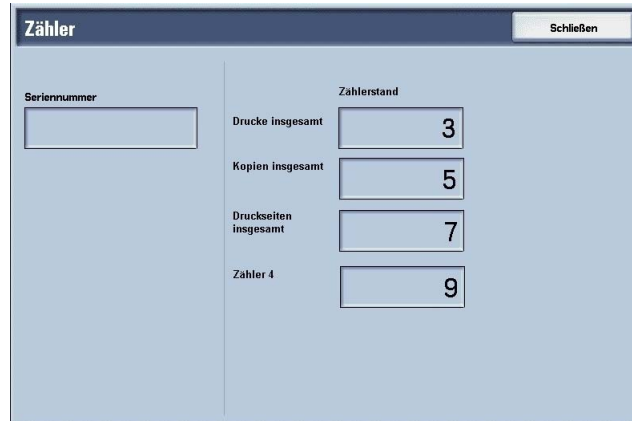 Zähler
Schließen
Seriennummer
Zählerstand
Drucke insgesamt
3
Kopien insgesamt
5
Druckseiten
insgesamt
7
Zähler 4
9